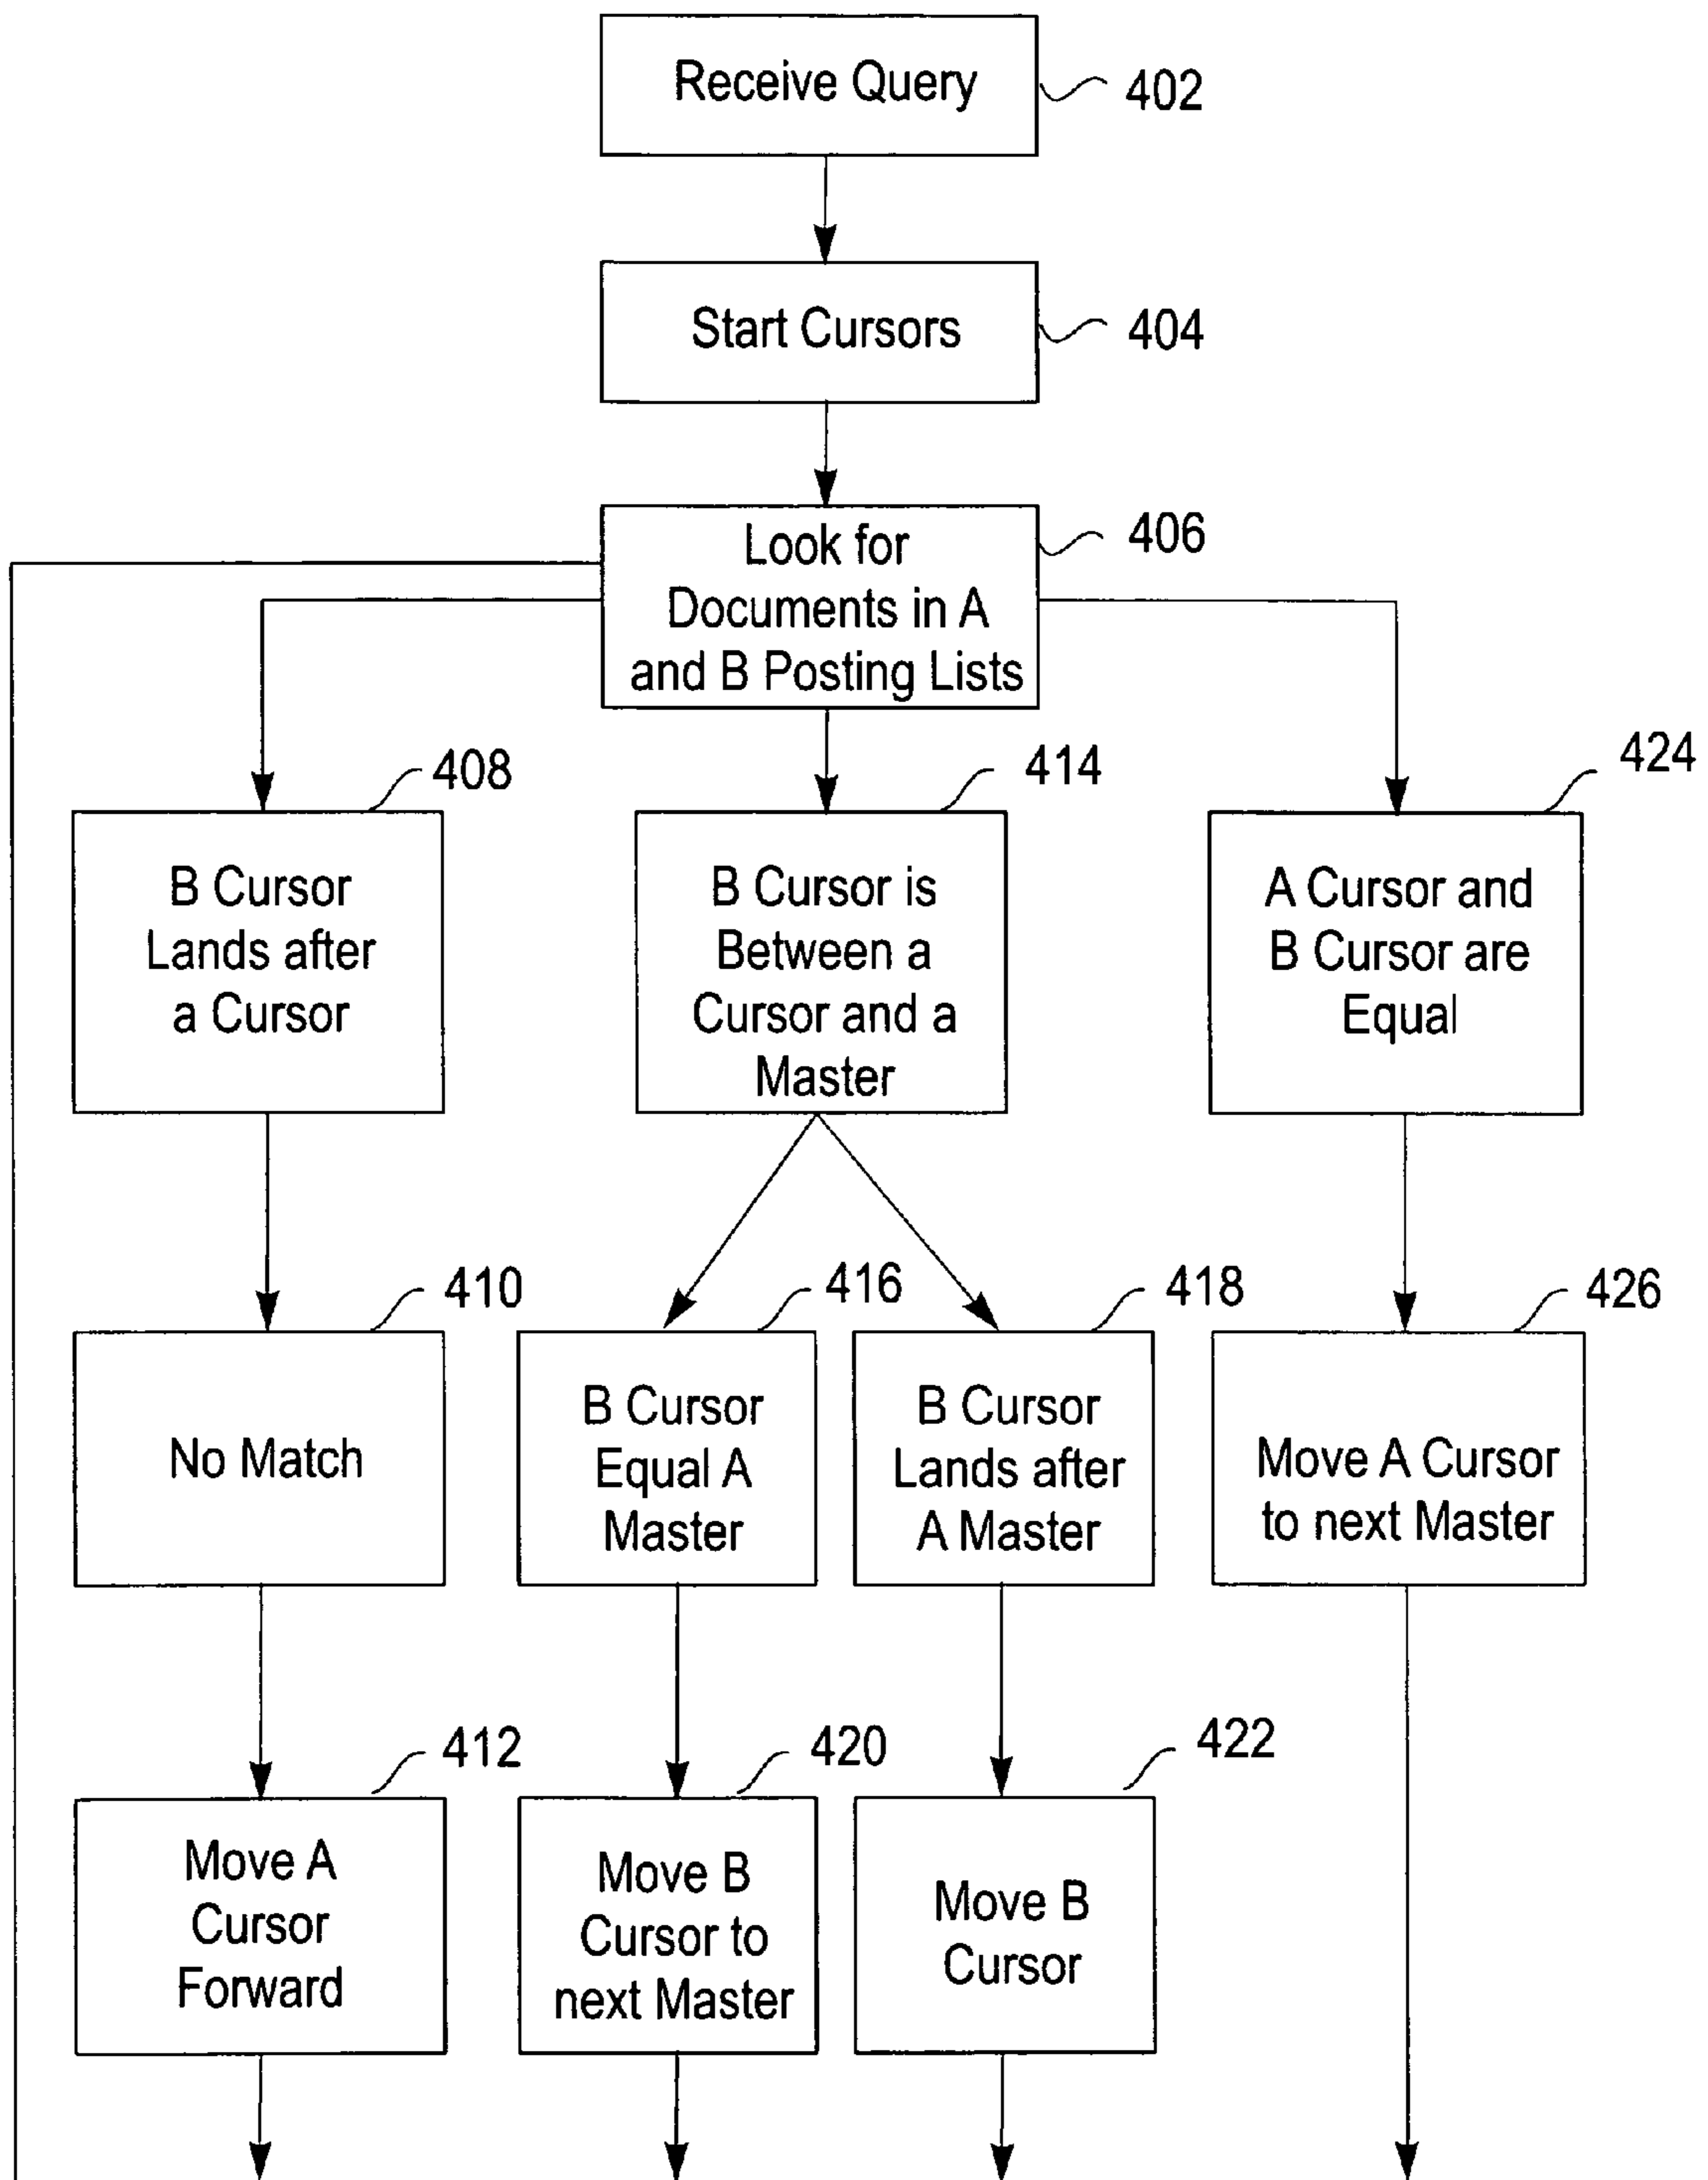 Receive Query
402
Start Cursors
404
Look for
Documents in A
and B Posting Lists
406
408
B Cursor
Lands after
a Cursor
414
B Cursor is
Between a
Cursor and a
Master
424
A Cursor and
B Cursor are
Equal
410
No Match
416
B Cursor
Equal A
Master
418
B Cursor
Lands after
A Master
426
Move A Cursor
to next Master
412
Move A
Cursor
Forward
420
Move B
Cursor to
next Master
422
Move B
Cursor